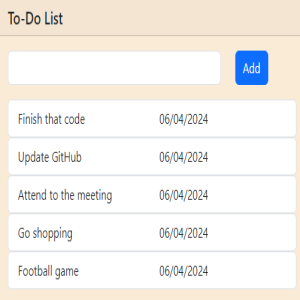 To-Do List
Add
Finish that code 06/04/2024
Update GitHub 06/04/2024
Attend to the meeting 06/04/2024
Go shopping 06/04/2024
Football game 06/04/2024